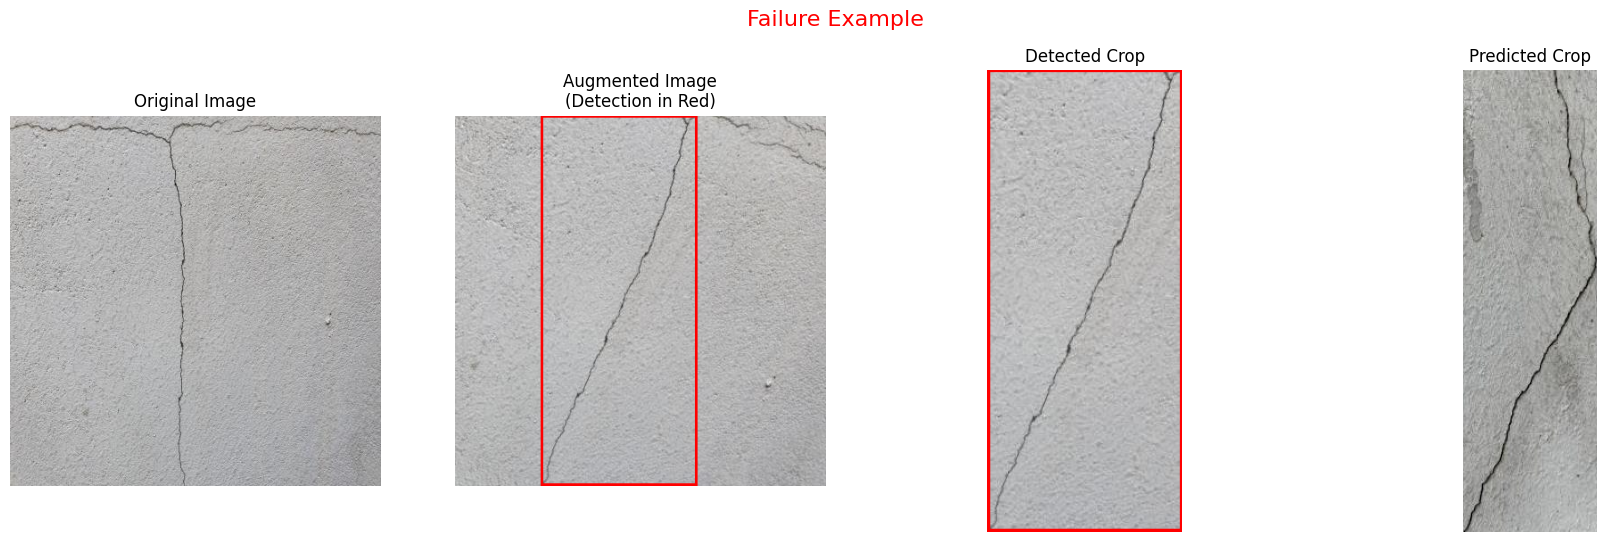 Failure Example
Original Image
Augmented Image
(Detection in Red)
Detected Crop
Predicted Crop